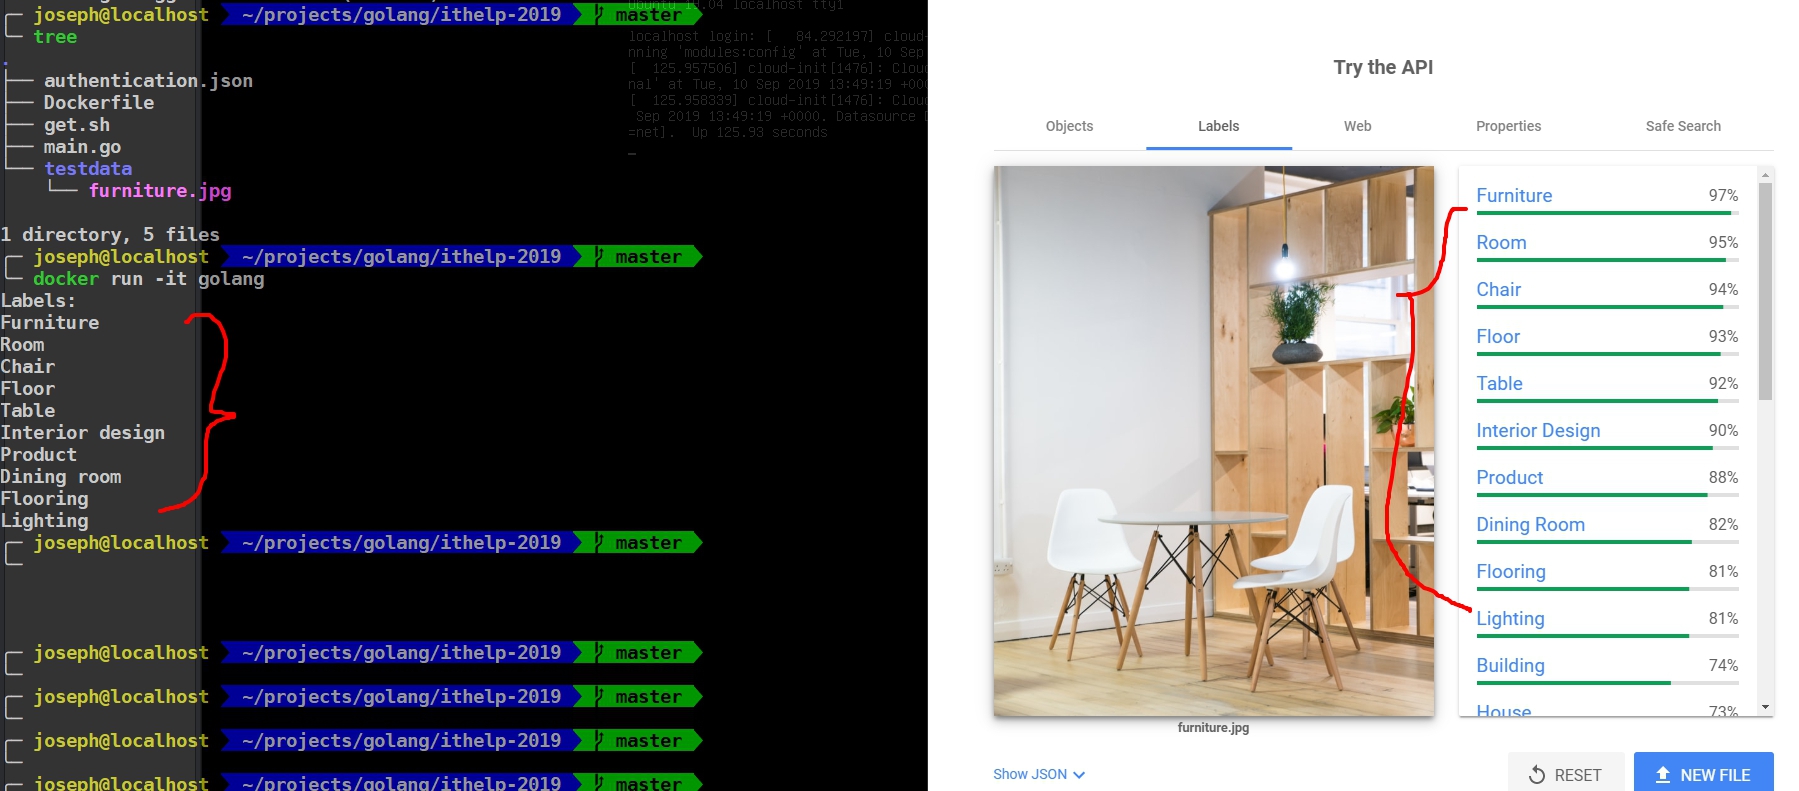 joseph@localhost ~/projects/golang/ithelp-2019 master
tree
.
├── authentication.json
├── Dockerfile
├── get.sh
├── main.go
└── testdata
    └── furniture.jpg
1 directory, 5 files
joseph@localhost ~/projects/golang/ithelp-2019 master
docker run -it golang
Labels:
Furniture
Room
Chair
Floor
Table
Interior design
Product
Dining room
Flooring
Lighting
joseph@localhost ~/projects/golang/ithelp-2019 master
joseph@localhost ~/projects/golang/ithelp-2019 master
joseph@localhost ~/projects/golang/ithelp-2019 master
joseph@localhost ~/projects/golang/ithelp-2019 master
joseph@localhost ~/projects/golang/ithelp-2019 master
localhost tty1
localhost login: [   84.292197] cloud-
nning 'modules:config' at Tue, 10 Sep
[  125.957506] cloud-init[1476]: Clou
nal' at Tue, 10 Sep 2019 13:49:19 +00
[  125.958339] cloud-init[1476]: Clou
Sep 2019 13:49:19 +0000. Datasource
=net].  Up 125.93 seconds
_
Try the API
Objects Labels Web Properties Safe Search
Furniture 97%
Room 95%
Chair 94%
Floor 93%
Table 92%
Interior Design 90%
Product 88%
Dining Room 82%
Flooring 81%
Lighting 81%
Building 74%
House 73%
furniture.jpg
Show JSON
RESET
NEW FILE